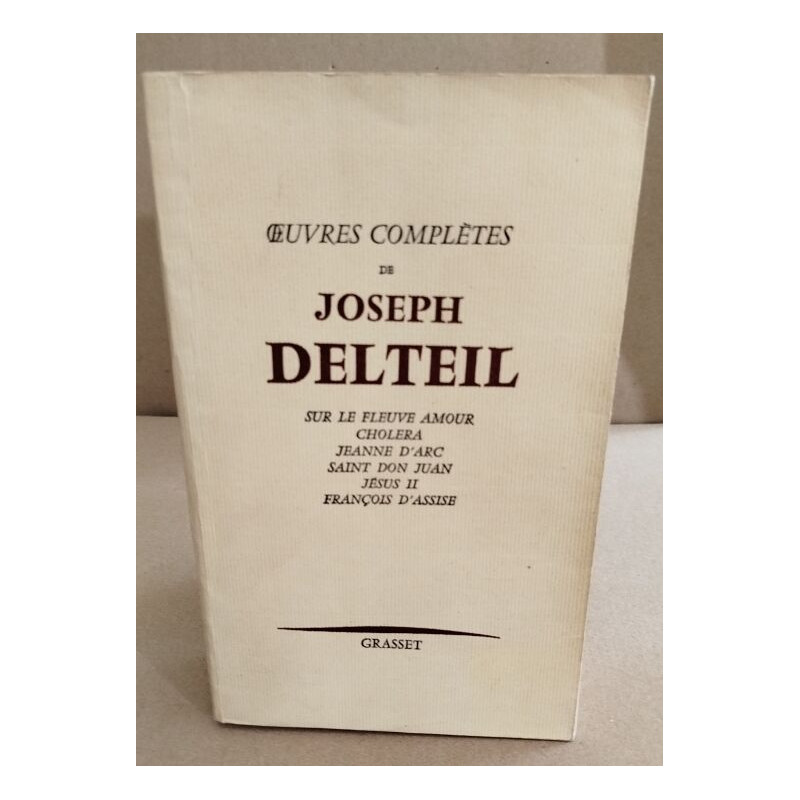 ŒUVRES COMPLÈTES
DE
JOSEPH
DELTEIL
SUR LE FLEUVE AMOUR
CHOLERA
JEANNE D'ARC
SAINT DON JUAN
JÉSUS II
FRANÇOIS D'ASSISE
GRASSET